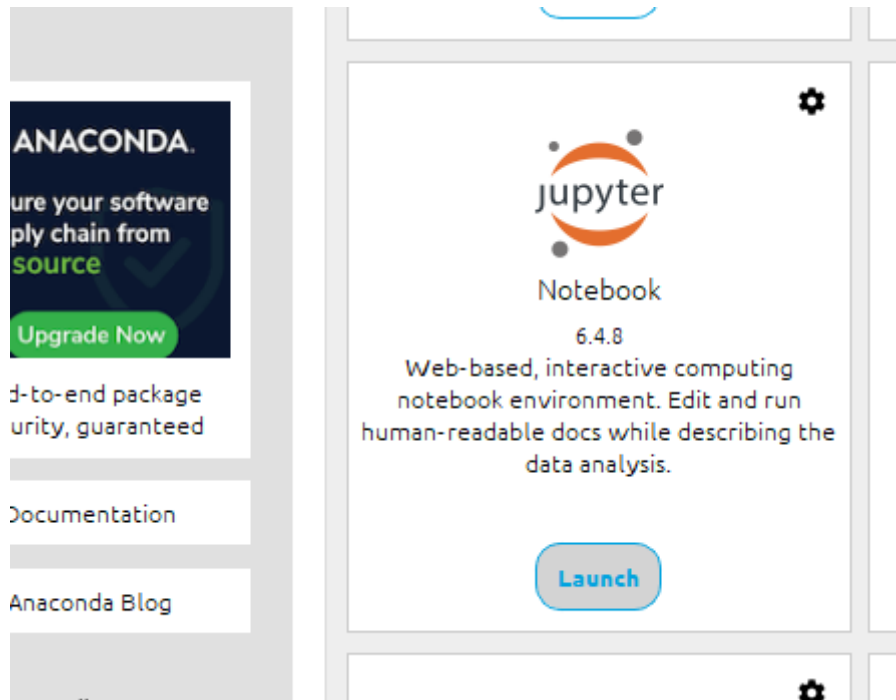 ANACONDA.
ure your software
ply chain from
source
Upgrade Now
d-to-end package
urity, guaranteed
Documentation
Anaconda Blog
jupyter
Notebook
6.4.8
Web-based, interactive computing
notebook environment. Edit and run
human-readable docs while describing the
data analysis.
Launch